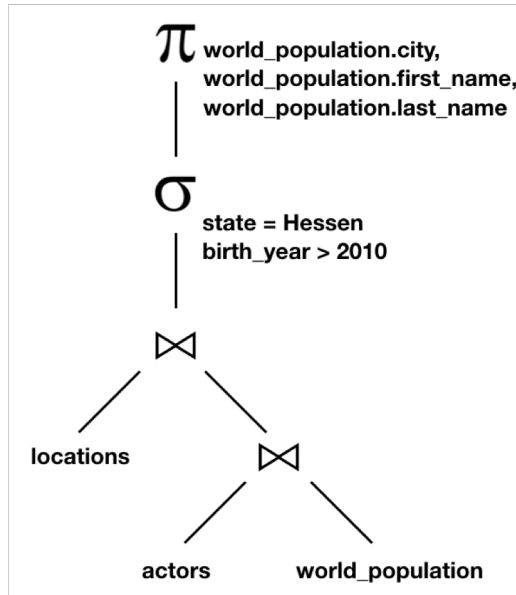 π world_population.city,
world_population.first_name,
world_population.last_name
σ
state = Hessen
birth_year > 2010
⋈
locations
⋈
actors world_population